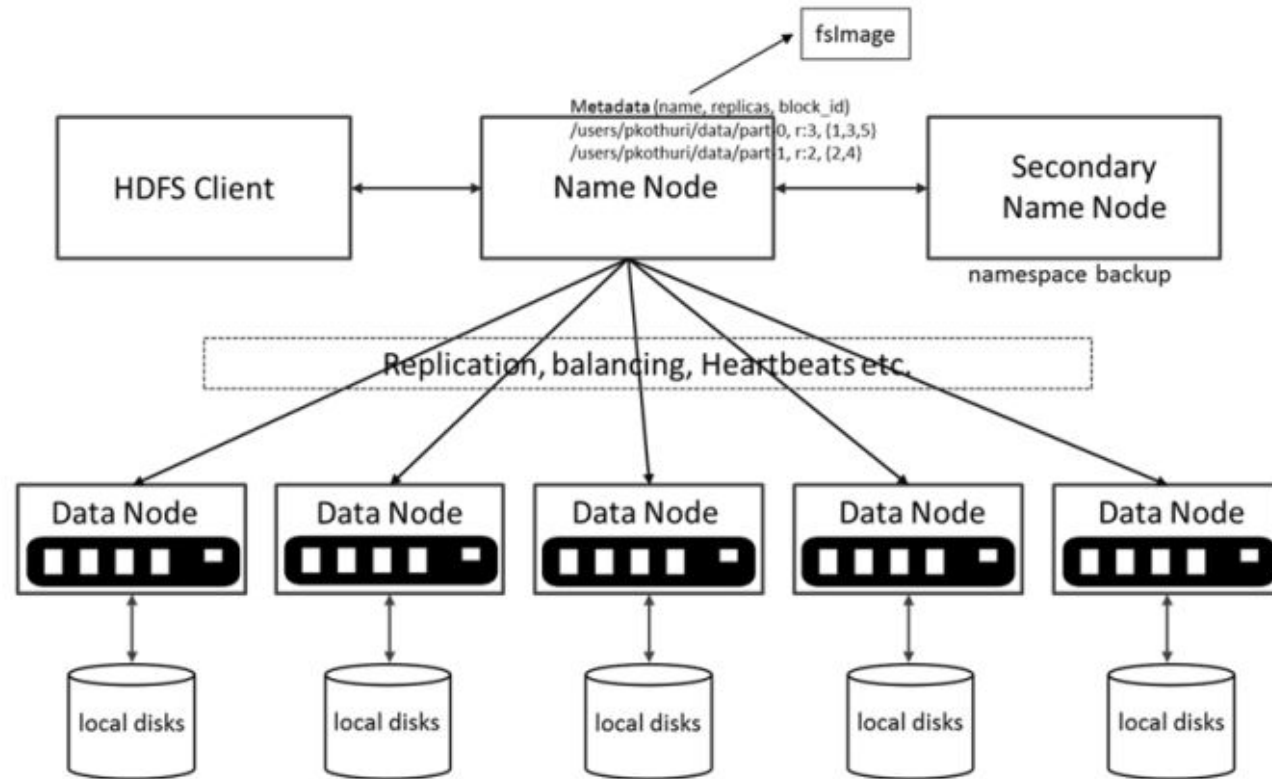 fsImage
Metadata (name, replicas, block_id)
/users/pkothuri/data/part 0, r:3, {1,3,5}
/users/pkothuri/data/part 1, r:2, {2,4}
HDFS Client
Name Node
Secondary
Name Node
namespace backup
Replication, balancing, Heartbeats etc.
Data Node
Data Node
Data Node
Data Node
Data Node
local disks
local disks
local disks
local disks
local disks